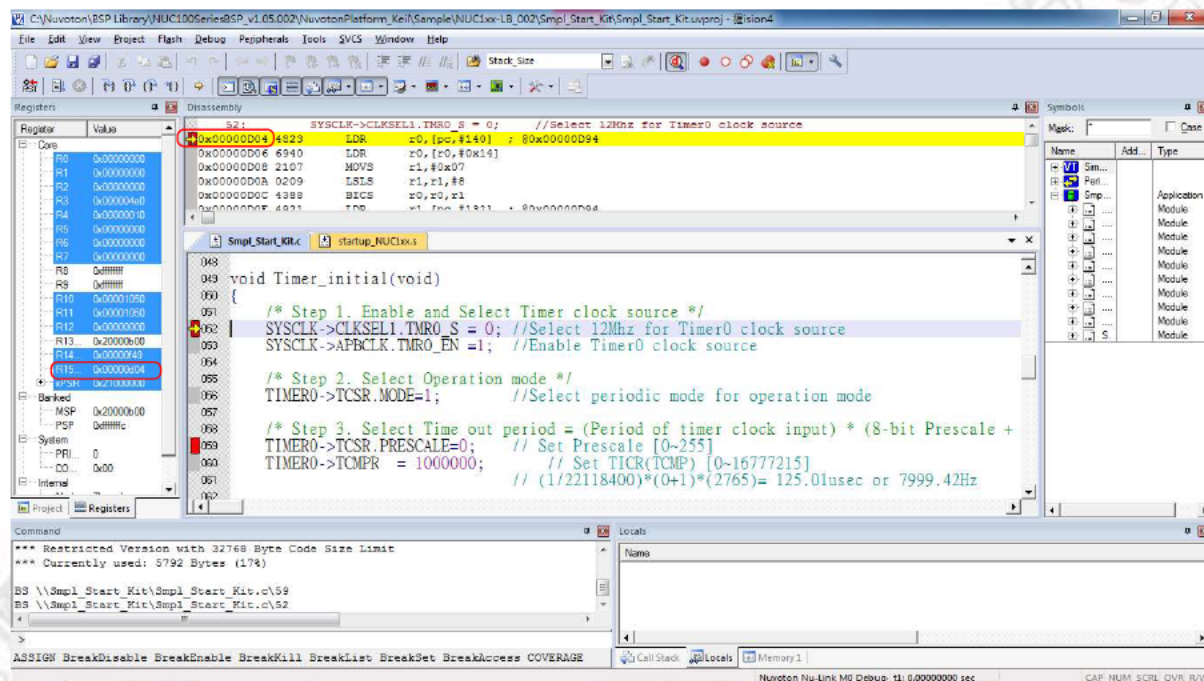 C:\Nuvoton\BSP Library\NUC100SeriesBSP_v1.05.002\NuvotonPlatform_Keil\Sample\NUC1xx-LB_002\Smpl_Start_Kit\Smpl_Start_Kit.uvproj - µVision4
File Edit View Project Flash Debug Peripherals Tools SVCS Window Help
Stack_Size
Registers
Register Value
Core
R0 0x00000000
R1 0x00000000
R2 0x00000000
R3 0x000004e0
R4 0x00000010
R5 0x00000000
R6 0x00000000
R7 0x00000000
R8 0xffffffff
R9 0xffffffff
R10 0x00001050
R11 0x00001050
R12 0x00000000
R13... 0x20000b00
R14... 0x00000f49
R15... 0x00000d04
xPSR 0x21000000
Banked
MSP 0x20000b00
PSP 0xfffffffc
System
PRI... 0
CO... 0x00
Internal
Project Registers
Disassembly
52: SYSCLK->CLKSEL1.TMR0_S = 0; //Select 12Mhz for Timer0 clock source
0x00000D04 4823 LDR r0,[pc,#140] ; @0x00000D94
0x00000D06 6940 LDR r0,[r0,#0x14]
0x00000D08 2107 MOVS r1,#0x07
0x00000D0A 0209 LSLS r1,r1,#8
0x00000D0C 4388 BICS r0,r0,r1
Smpl_Start_Kit.c startup_NUC1xx.s
048
049 void Timer_initial(void)
050 {
051 /* Step 1. Enable and Select Timer clock source */
052 SYSCLK->CLKSEL1.TMR0_S = 0; //Select 12Mhz for Timer0 clock source
053 SYSCLK->APBCLK.TMR0_EN =1; //Enable Timer0 clock source
054
055 /* Step 2. Select Operation mode */
056 TIMER0->TCSR.MODE=1; //Select periodic mode for operation mode
057
058 /* Step 3. Select Time out period = (Period of timer clock input) * (8-bit Prescale +
059 TIMER0->TCSR.PRESCALE=0; // Set Prescale [0~255]
060 TIMER0->TCMPR = 1000000; // Set TICR(TCMP) [0~16777215]
061 // (1/22118400)*(0+1)*(2765)= 125.01usec or 7999.42Hz
062
Symbols
Mask: * Case
Name Add... Type
Sim...
Peri...
Smp... Application
... Module
... Module
... Module
... Module
... Module
... Module
... Module
... Module
... Module
S. Module
Command
*** Restricted Version with 32768 Byte Code Size Limit
*** Currently used: 5792 Bytes (17%)
BS \\Smpl_Start_Kit\Smpl_Start_Kit.c\59
BS \\Smpl_Start_Kit\Smpl_Start_Kit.c\52
>
ASSIGN BreakDisable BreakEnable BreakKill BreakList BreakSet BreakAccess COVERAGE
Locals
Name
Call Stack Locals Memory 1
Nuvoton Nu-Link M0 Debug t1: 0.00000000 sec CAP NUM SCRL OVR R/W